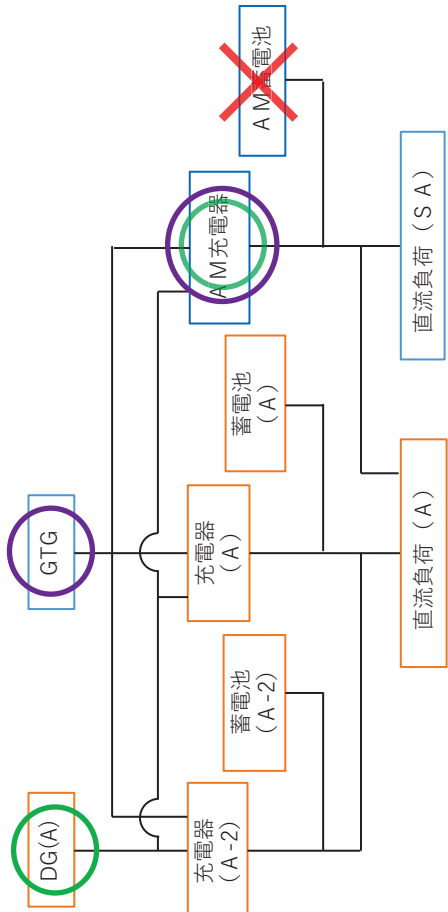 DG(A)
GTG
充電器
(A-2)
蓄電池
(A-2)
充電器
(A)
蓄電池
(A)
AM充電器
AM蓄電池
直流負荷 (A)
直流負荷 (SA)